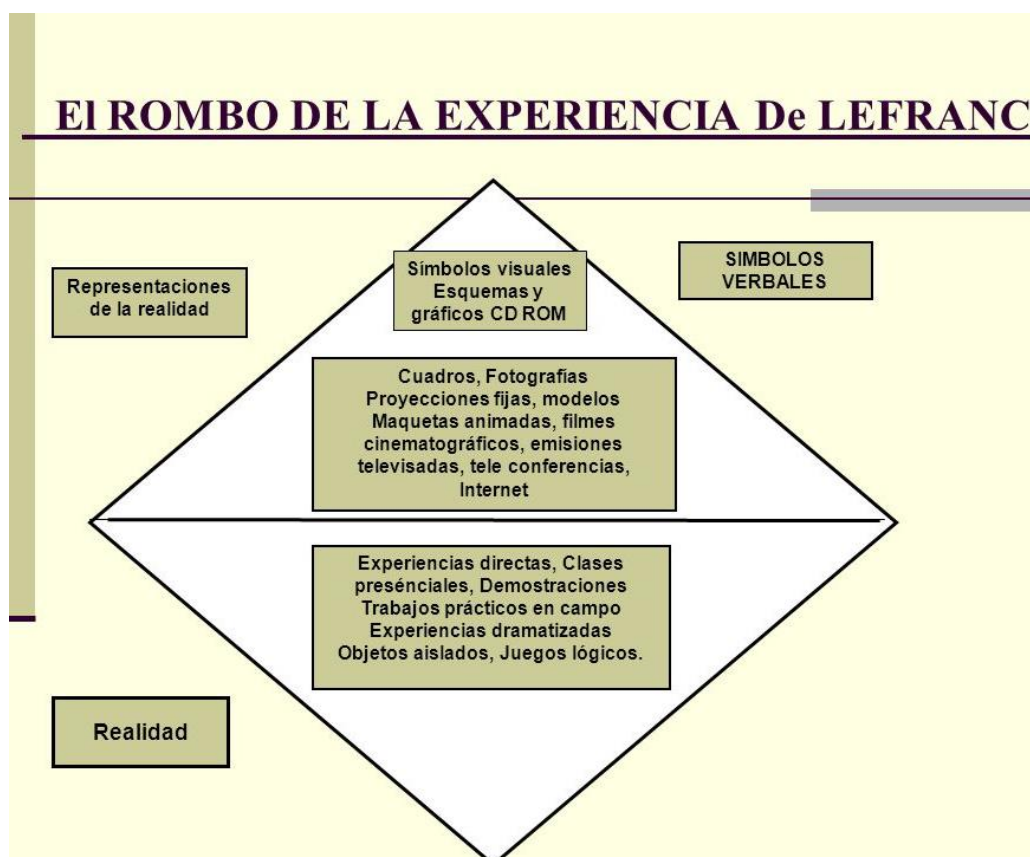 El ROMBO DE LA EXPERIENCIA De LEFRANC
Representaciones
de la realidad
Símbolos visuales
Esquemas y
gráficos CD ROM
SIMBOLOS
VERBALES
Cuadros, Fotografías
Proyecciones fijas, modelos
Maquetas animadas, filmes
cinematográficos, emisiones
televisadas, tele conferencias,
Internet
Experiencias directas, Clases
presénciales, Demostraciones
Trabajos prácticos en campo
Experiencias dramatizadas
Objetos aislados, Juegos lógicos.
Realidad